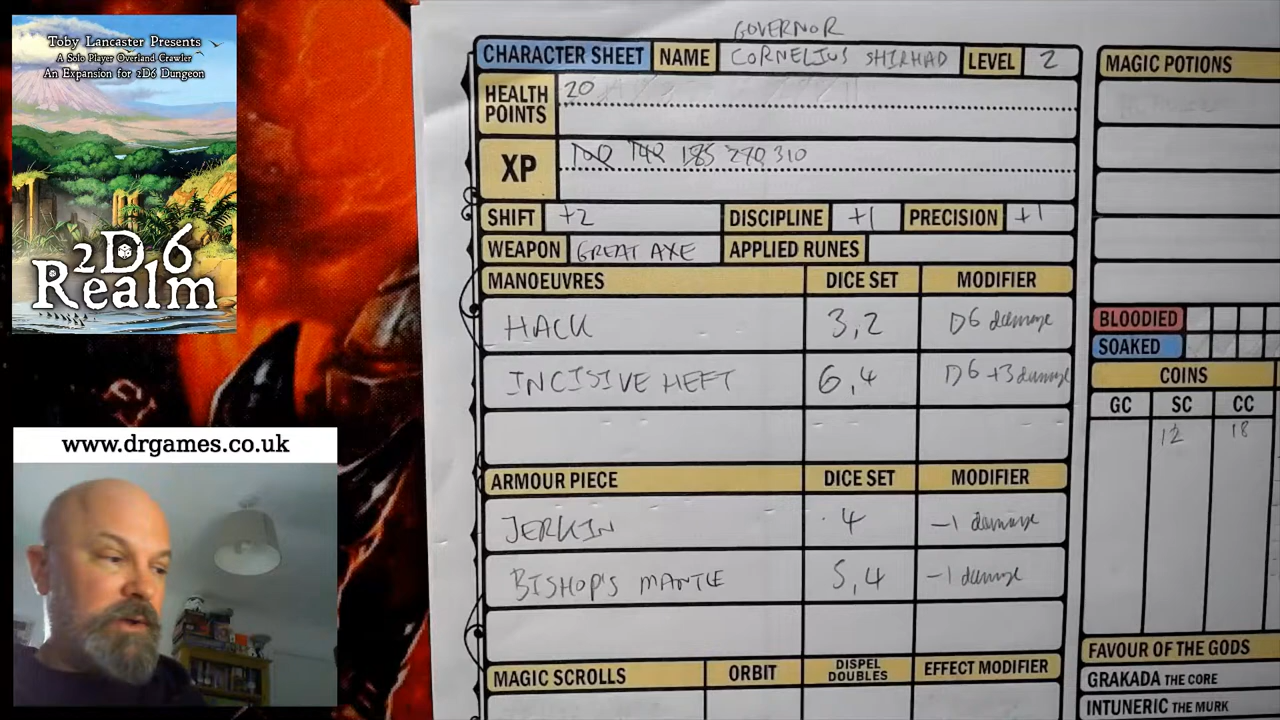 Toby Lancaster Presents
A Solo Player Overland Crawler
An Expansion for 2D6 Dungeon
2D6
Realm
www.drgames.co.uk
GOVERNOR
CHARACTER SHEET NAME CORNELIUS SHIRHAD LEVEL 2
HEALTH POINTS 20
XP 100 140 185 270 310
SHIFT +2 DISCIPLINE +1 PRECISION +1
WEAPON GREAT AXE APPLIED RUNES
MANOEUVRES DICE SET MODIFIER
HACK 3,2 D6 damage
INCISIVE HEFT 6,4 D6 +3 damage
ARMOUR PIECE DICE SET MODIFIER
JERKIN 4 -1 damage
BISHOP'S MANTLE 5,4 -1 damage
MAGIC SCROLLS ORBIT DISPEL DOUBLES EFFECT MODIFIER
MAGIC POTIONS
BLOODIED
SOAKED
COINS
GC SC CC
12 18
FAVOUR OF THE GODS
GRAKADA THE CORE
INTUNERIC THE MURK